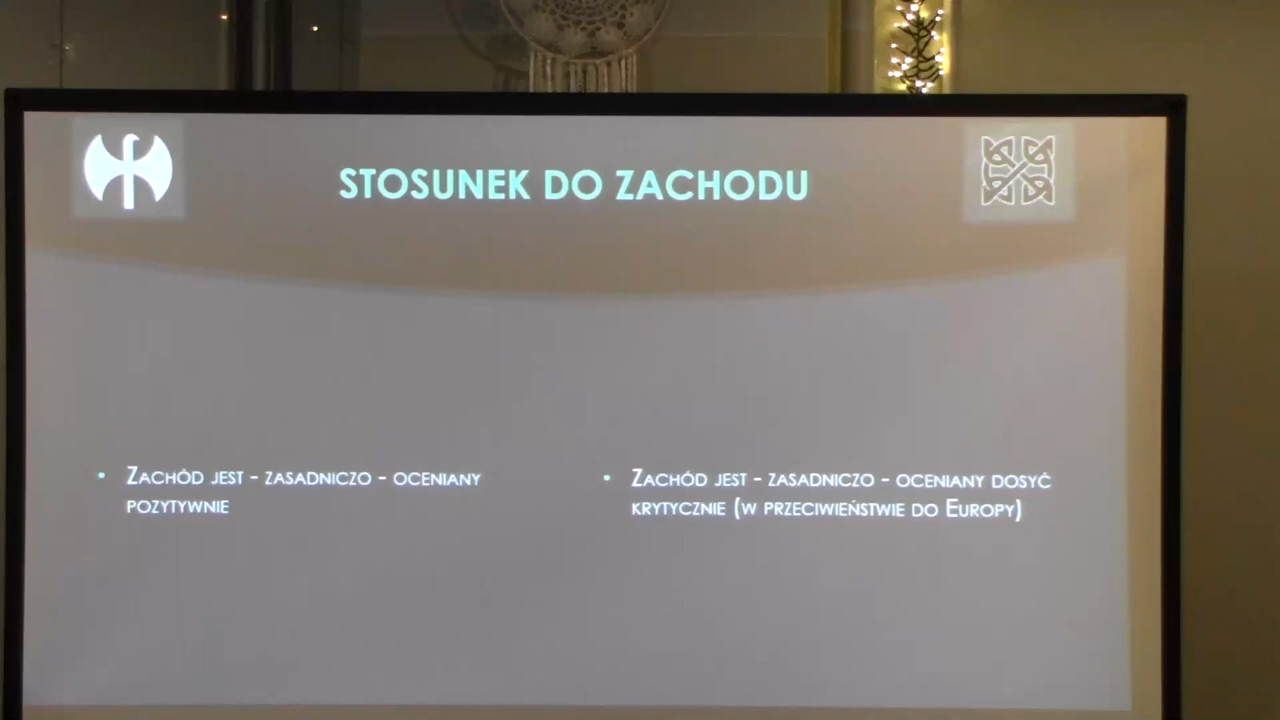 STOSUNEK DO ZACHODU
• Zachód jest - zasadniczo - oceniany
pozytywnie
• Zachód jest - zasadniczo - oceniany dosyć
krytycznie (w przeciwieństwie do Europy)